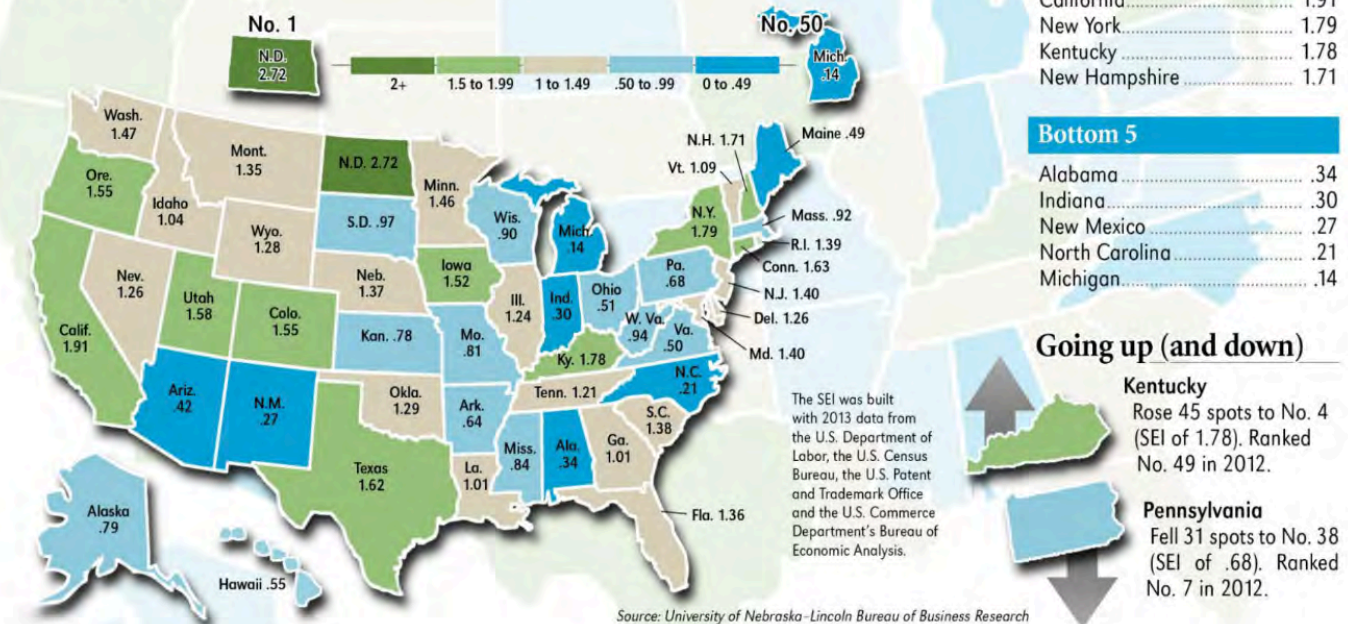 No. 1
N.D.
2.72
2+
1.5 to 1.99
1 to 1.49
.50 to .99
0 to .49
No. 50
Mich.
.14
California 1.91
New York 1.79
Kentucky 1.78
New Hampshire 1.71
Bottom 5
Alabama .34
Indiana .30
New Mexico .27
North Carolina .21
Michigan .14
Wash.
1.47
Ore.
1.55
Idaho
1.04
Mont.
1.35
Wyo.
1.28
Nev.
1.26
Utah
1.58
Colo.
1.55
Calif.
1.91
Ariz.
.42
N.M.
.27
N.D. 2.72
S.D. .97
Neb.
1.37
Kan. .78
Okla.
1.29
Texas
1.62
Minn.
1.46
Iowa
1.52
Mo.
.81
Ark.
.64
La.
1.01
Wis.
.90
Ill.
1.24
Mich.
.14
Ind.
.30
Ohio
.51
Ky. 1.78
Tenn. 1.21
Miss.
.84
Ala.
.34
Ga.
1.01
S.C.
1.38
N.C.
.21
Fla. 1.36
W. Va.
.94
Va.
.50
Pa.
.68
N.Y.
1.79
Vt. 1.09
N.H. 1.71
Maine .49
Mass. .92
R.I. 1.39
Conn. 1.63
N.J. 1.40
Del. 1.26
Md. 1.40
Alaska
.79
Hawaii .55
The SEI was built
with 2013 data from
the U.S. Department of
Labor, the U.S. Census
Bureau, the U.S. Patent
and Trademark Office
and the U.S. Commerce
Department's Bureau of
Economic Analysis.
Going up (and down)
Kentucky
Rose 45 spots to No. 4
(SEI of 1.78). Ranked
No. 49 in 2012.
Pennsylvania
Fell 31 spots to No. 38
(SEI of .68). Ranked
No. 7 in 2012.
Source: University of Nebraska–Lincoln Bureau of Business Research